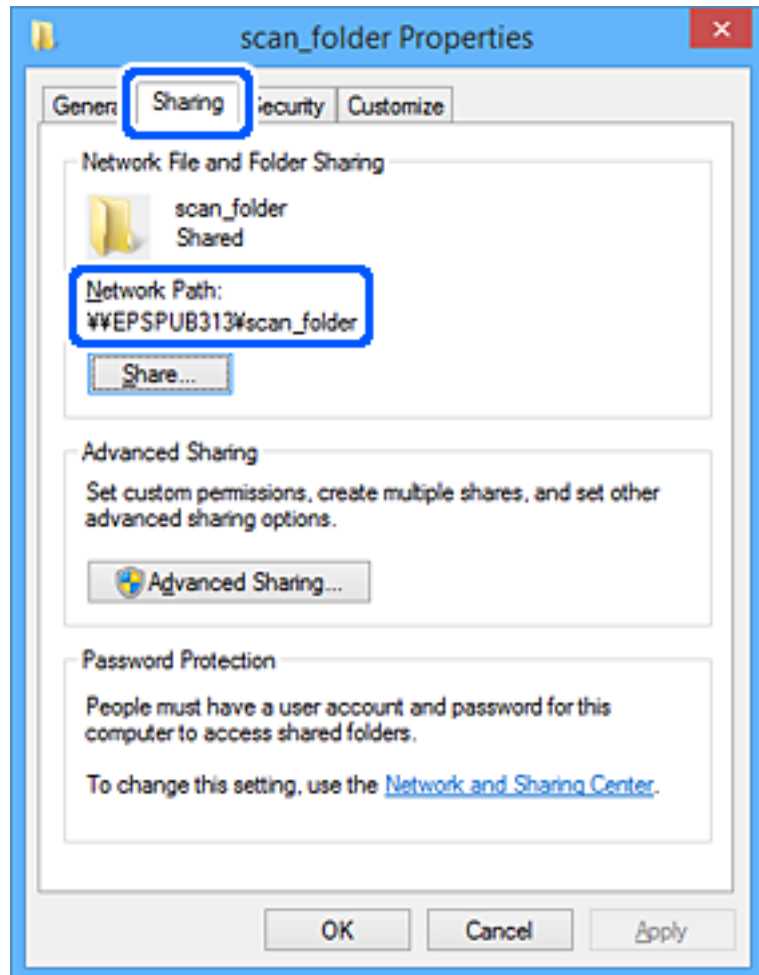 scan_folder Properties
General
Sharing
Security
Customize
Network File and Folder Sharing
scan_folder
Shared
Network Path:
¥¥EPSPUB313¥scan_folder
Share...
Advanced Sharing
Set custom permissions, create multiple shares, and set other
advanced sharing options.
Advanced Sharing...
Password Protection
People must have a user account and password for this
computer to access shared folders.
To change this setting, use the Network and Sharing Center.
OK
Cancel
Apply